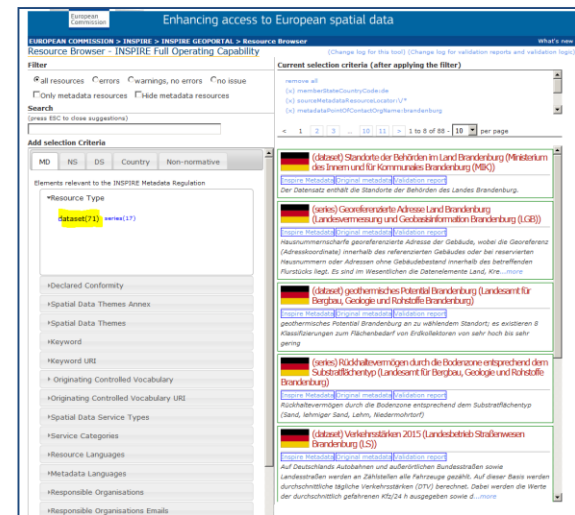 European
Commission
Enhancing access to European spatial data
EUROPEAN COMMISSION > INSPIRE > INSPIRE GEOPORTAL > Resource Browser
What's new
Resource Browser - INSPIRE Full Operating Capability
(Change log for this tool) (Change log for validation reports and validation logic)
Filter
all resources errors warnings, no errors no issue
Only metadata resources Hide metadata resources
Search
(press ESC to close suggestions)
Add selection Criteria
MD NS DS Country Non-normative
Elements relevant to the INSPIRE Metadata Regulation
Resource Type
dataset(71) series(17)
Declared Conformity
Spatial Data Themes Annex
Spatial Data Themes
Keyword
Keyword URI
Originating Controlled Vocabulary
Originating Controlled Vocabulary URI
Spatial Data Service Types
Service Categories
Resource Languages
Metadata Languages
Responsible Organisations
Responsible Organisations Emails
Current selection criteria (after applying the filter)
remove all
(x) memberStateCountryCode:de
(x) sourceMetadataResourceLocator:\/*
(x) metadataPointOfContactOrgName:brandenburg
< 1 2 3 .. 10 11 > 1 to 8 of 88 - 10 per page
(dataset) Standorte der Behörden im Land Brandenburg (Ministerium
des Innern und für Kommunales Brandenburg (MIK))
Inspire Metadata Original metadata Validation report
Der Datensatz enthält die Standorte der Behörden des Landes Brandenburg.
(series) Georeferenzierte Adresse Land Brandenburg
(Landesvermessung und Geobasisinformation Brandenburg (LGB))
Inspire Metadata Original metadata Validation report
Hausnummernscharfe georeferenzierte Adresse der Gebäude, wobei die Georeferenz
(Adresskoordinate) innerhalb des referenzierten Gebäudes oder bei reservierten
Hausnummern oder Adressen ohne Gebäudebestand innerhalb des betreffenden
Flurstücks liegt. Es sind im Wesentlichen die Datenelemente Land, Kre...more
(dataset) geothermisches Potential Brandenburg (Landesamt für
Bergbau, Geologie und Rohstoffe Brandenburg)
Inspire Metadata Original metadata Validation report
geothermisches Potential Brandenburg an zu wählendem Standort; es existieren 8
Klassifizierungen zum Flächenbedarf von Erdkollektoren von sehr hoch bis sehr
gering
(series) Rückhaltevermögen durch die Bodenzone entsprechend dem
Substratflächentyp (Landesamt für Bergbau, Geologie und Rohstoffe
Brandenburg)
Inspire Metadata Original metadata Validation report
Rückhaltevermögen durch die Bodenzone entsprechend dem Substratflächentyp
(Sand, lehmiger Sand, Lehm, Niedermohrtorf)
(dataset) Verkehrsstärken 2015 (Landesbetrieb Straßenwesen
Brandenburg (LS))
Inspire Metadata Original metadata Validation report
Auf Deutschlands Autobahnen und außerörtlichen Bundesstraßen sowie
Landesstraßen werden an Zählstellen alle Fahrzeuge gezählt. Auf dieser Basis werden
durchschnittliche tägliche Verkehrsstärken (DTV) berechnet. Dabei werden die Werte
der durchschnittlich gefahrenen Kfz/24 h ausgegeben sowie d...more